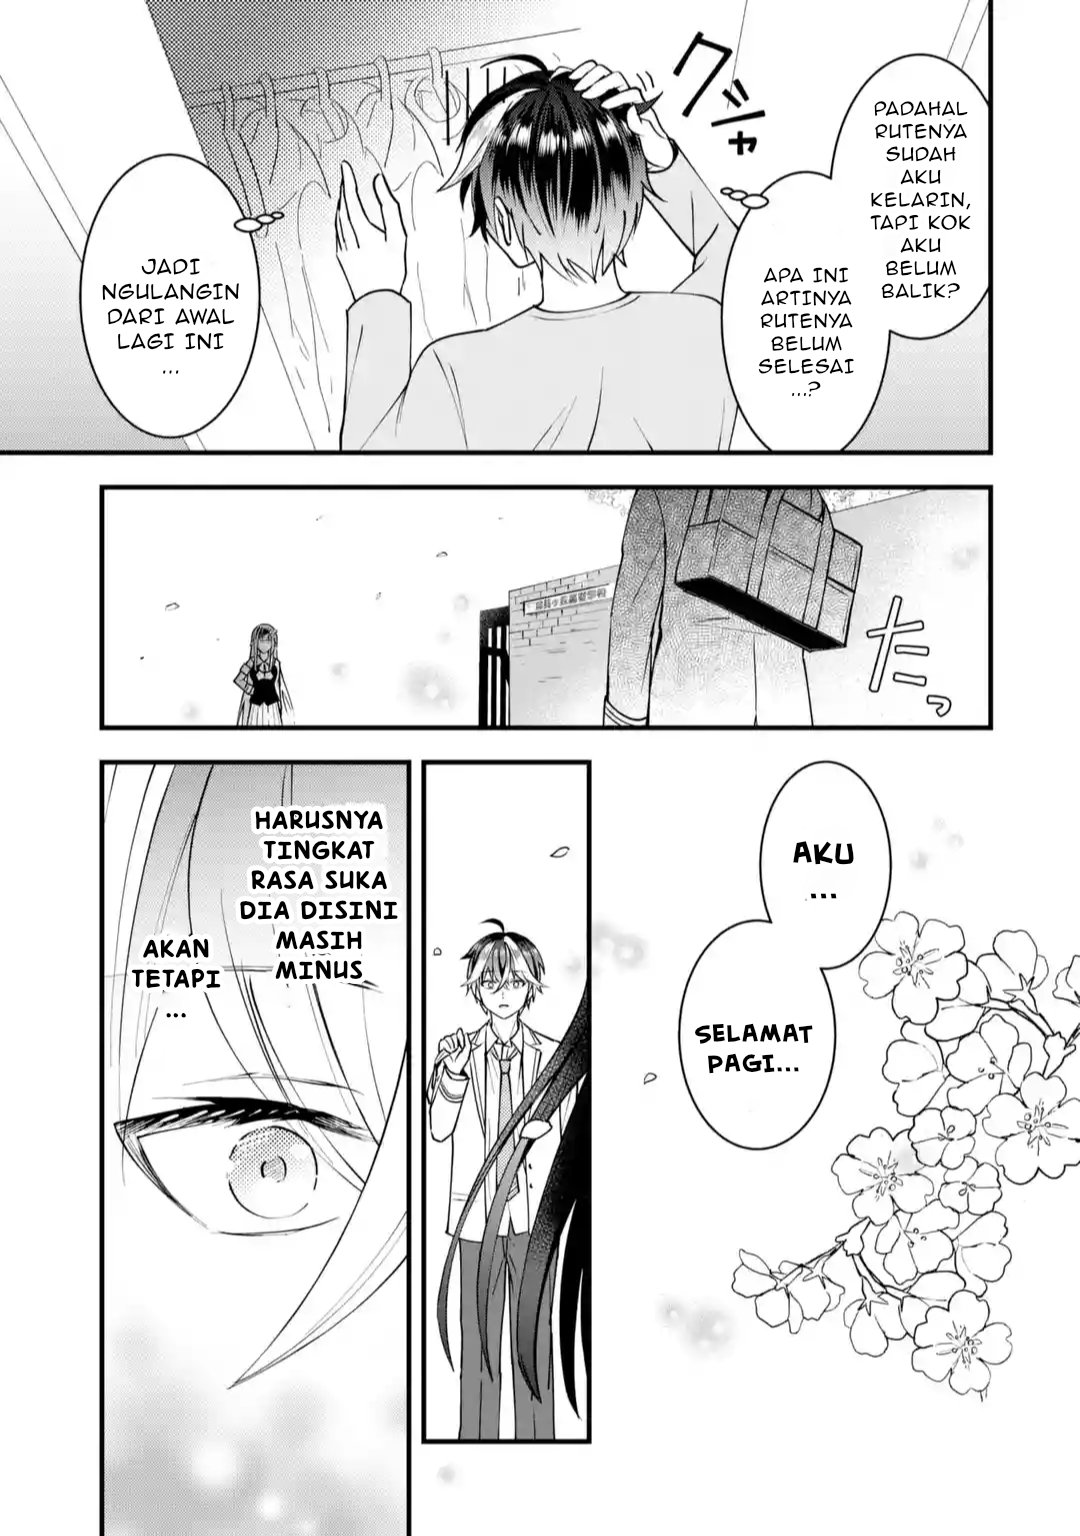 PADAHAL
RUTENYA
SUDAH
AKU
KELARIN,
TAPI KOK
AKU
BELUM
BALIK?
APA INI
ARTINYA
RUTENYA
BELUM
SELESAI
...?
クシャ
JADI
NGULANGIN
DARI AWAL
LAGI INI
...
たっ
AKU
...
SELAMAT
PAGI...
HARUSNYA
TINGKAT
RASA SUKA
DIA DISINI
MASIH
MINUS
AKAN
TETAPI
...